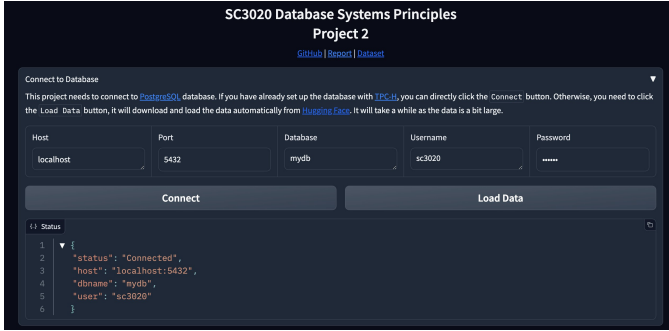 SC3020 Database Systems Principles
Project 2
GitHub | Report | Dataset
Connect to Database ▼
This project needs to connect to PostgreSQL database. If you have already set up the database with TPC-H, you can directly click the Connect button. Otherwise, you need to click
the Load Data button, it will download and load the data automatically from Hugging Face. It will take a while as the data is a bit large.
Host Port Database Username Password
localhost 5432 mydb sc3020 ••••••
Connect Load Data
{} Status
1 ▼ {
2 "status": "Connected",
3 "host": "localhost:5432",
4 "dbname": "mydb",
5 "user": "sc3020"
6 }